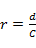 r = d/C